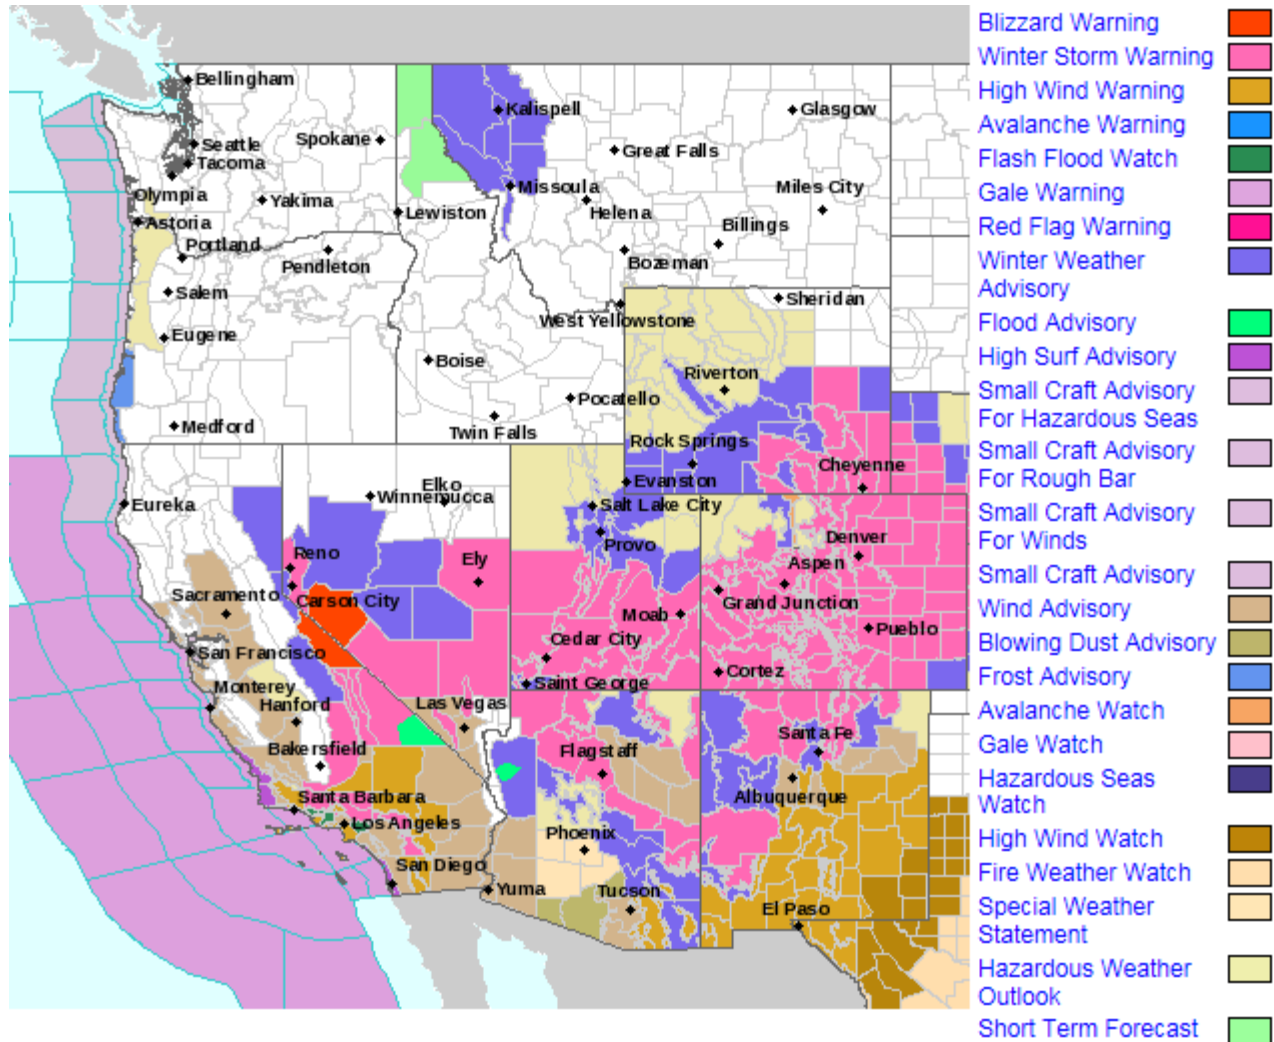 Bellingham
Seattle
Tacoma
Spokane
Olympia
Yakima
Astoria
Lewiston
Portland
Pendleton
Salem
Eugene
Medford
Kalispell
Glasgow
Great Falls
Missoula
Helena
Miles City
Billings
Bozeman
Sheridan
West Yellowstone
Boise
Pocatello
Twin Falls
Riverton
Rock Springs
Evanston
Cheyenne
Eureka
Elko
Winnemucca
Salt Lake City
Provo
Reno
Ely
Carson City
Sacramento
San Francisco
Monterey
Hanford
Bakersfield
Las Vegas
Moab
Cedar City
Saint George
Denver
Aspen
Grand Junction
Pueblo
Cortez
Santa Barbara
Los Angeles
San Diego
Yuma
Flagstaff
Phoenix
Tucson
Santa Fe
Albuquerque
El Paso
Blizzard Warning
Winter Storm Warning
High Wind Warning
Avalanche Warning
Flash Flood Watch
Gale Warning
Red Flag Warning
Winter Weather
Advisory
Flood Advisory
High Surf Advisory
Small Craft Advisory
For Hazardous Seas
Small Craft Advisory
For Rough Bar
Small Craft Advisory
For Winds
Small Craft Advisory
Wind Advisory
Blowing Dust Advisory
Frost Advisory
Avalanche Watch
Gale Watch
Hazardous Seas
Watch
High Wind Watch
Fire Weather Watch
Special Weather
Statement
Hazardous Weather
Outlook
Short Term Forecast